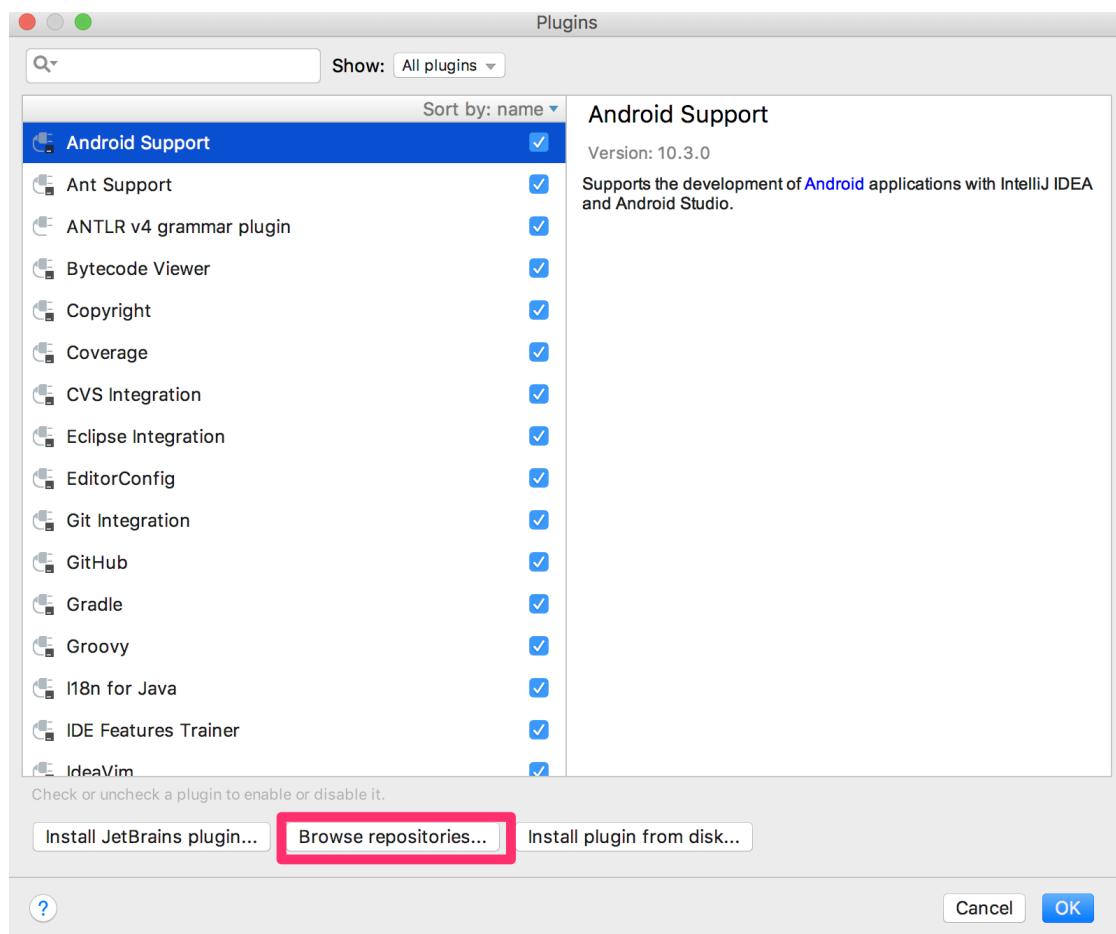 Plugins
Show: All plugins
Sort by: name
Android Support
Ant Support
ANTLR v4 grammar plugin
Bytecode Viewer
Copyright
Coverage
CVS Integration
Eclipse Integration
EditorConfig
Git Integration
GitHub
Gradle
Groovy
I18n for Java
IDE Features Trainer
IdeaVim
Android Support
Version: 10.3.0
Supports the development of Android applications with IntelliJ IDEA
and Android Studio.
Check or uncheck a plugin to enable or disable it.
Install JetBrains plugin... Browse repositories... Install plugin from disk...
? Cancel OK